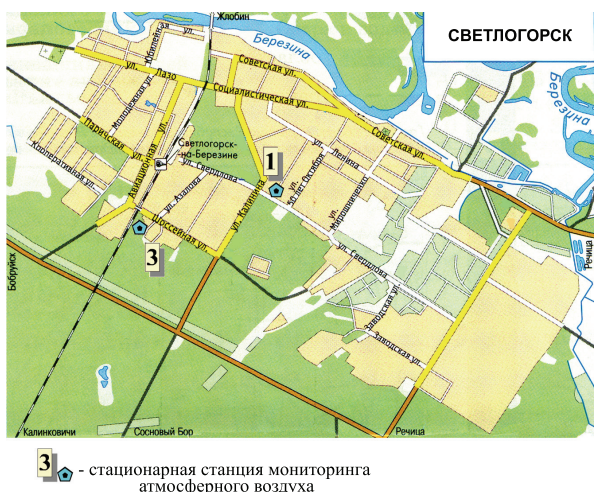 Жлобин
СВЕТЛОГОРСК
Березина
Березина
Юбилейная ул.
ул. Лазо
Советская ул.
Социалистическая ул.
Молодежная ул.
Паричская ул.
Кооперативная ул.
Авиационная ул.
Светлогорск-
на-Березине
Советская ул.
ул. Ленина
1
ул. Свердлова
ул. Азалова
ул. Калинина
ул.
50 лет Октября
ул.
Мирошниченко
Шоссейная ул.
3
ул. Свердлова
Заводская ул.
Заводская ул.
Бобруйск
Речица
Калинковичи
Сосновый Бор
Речица
3 - стационарная станция мониторинга
атмосферного воздуха